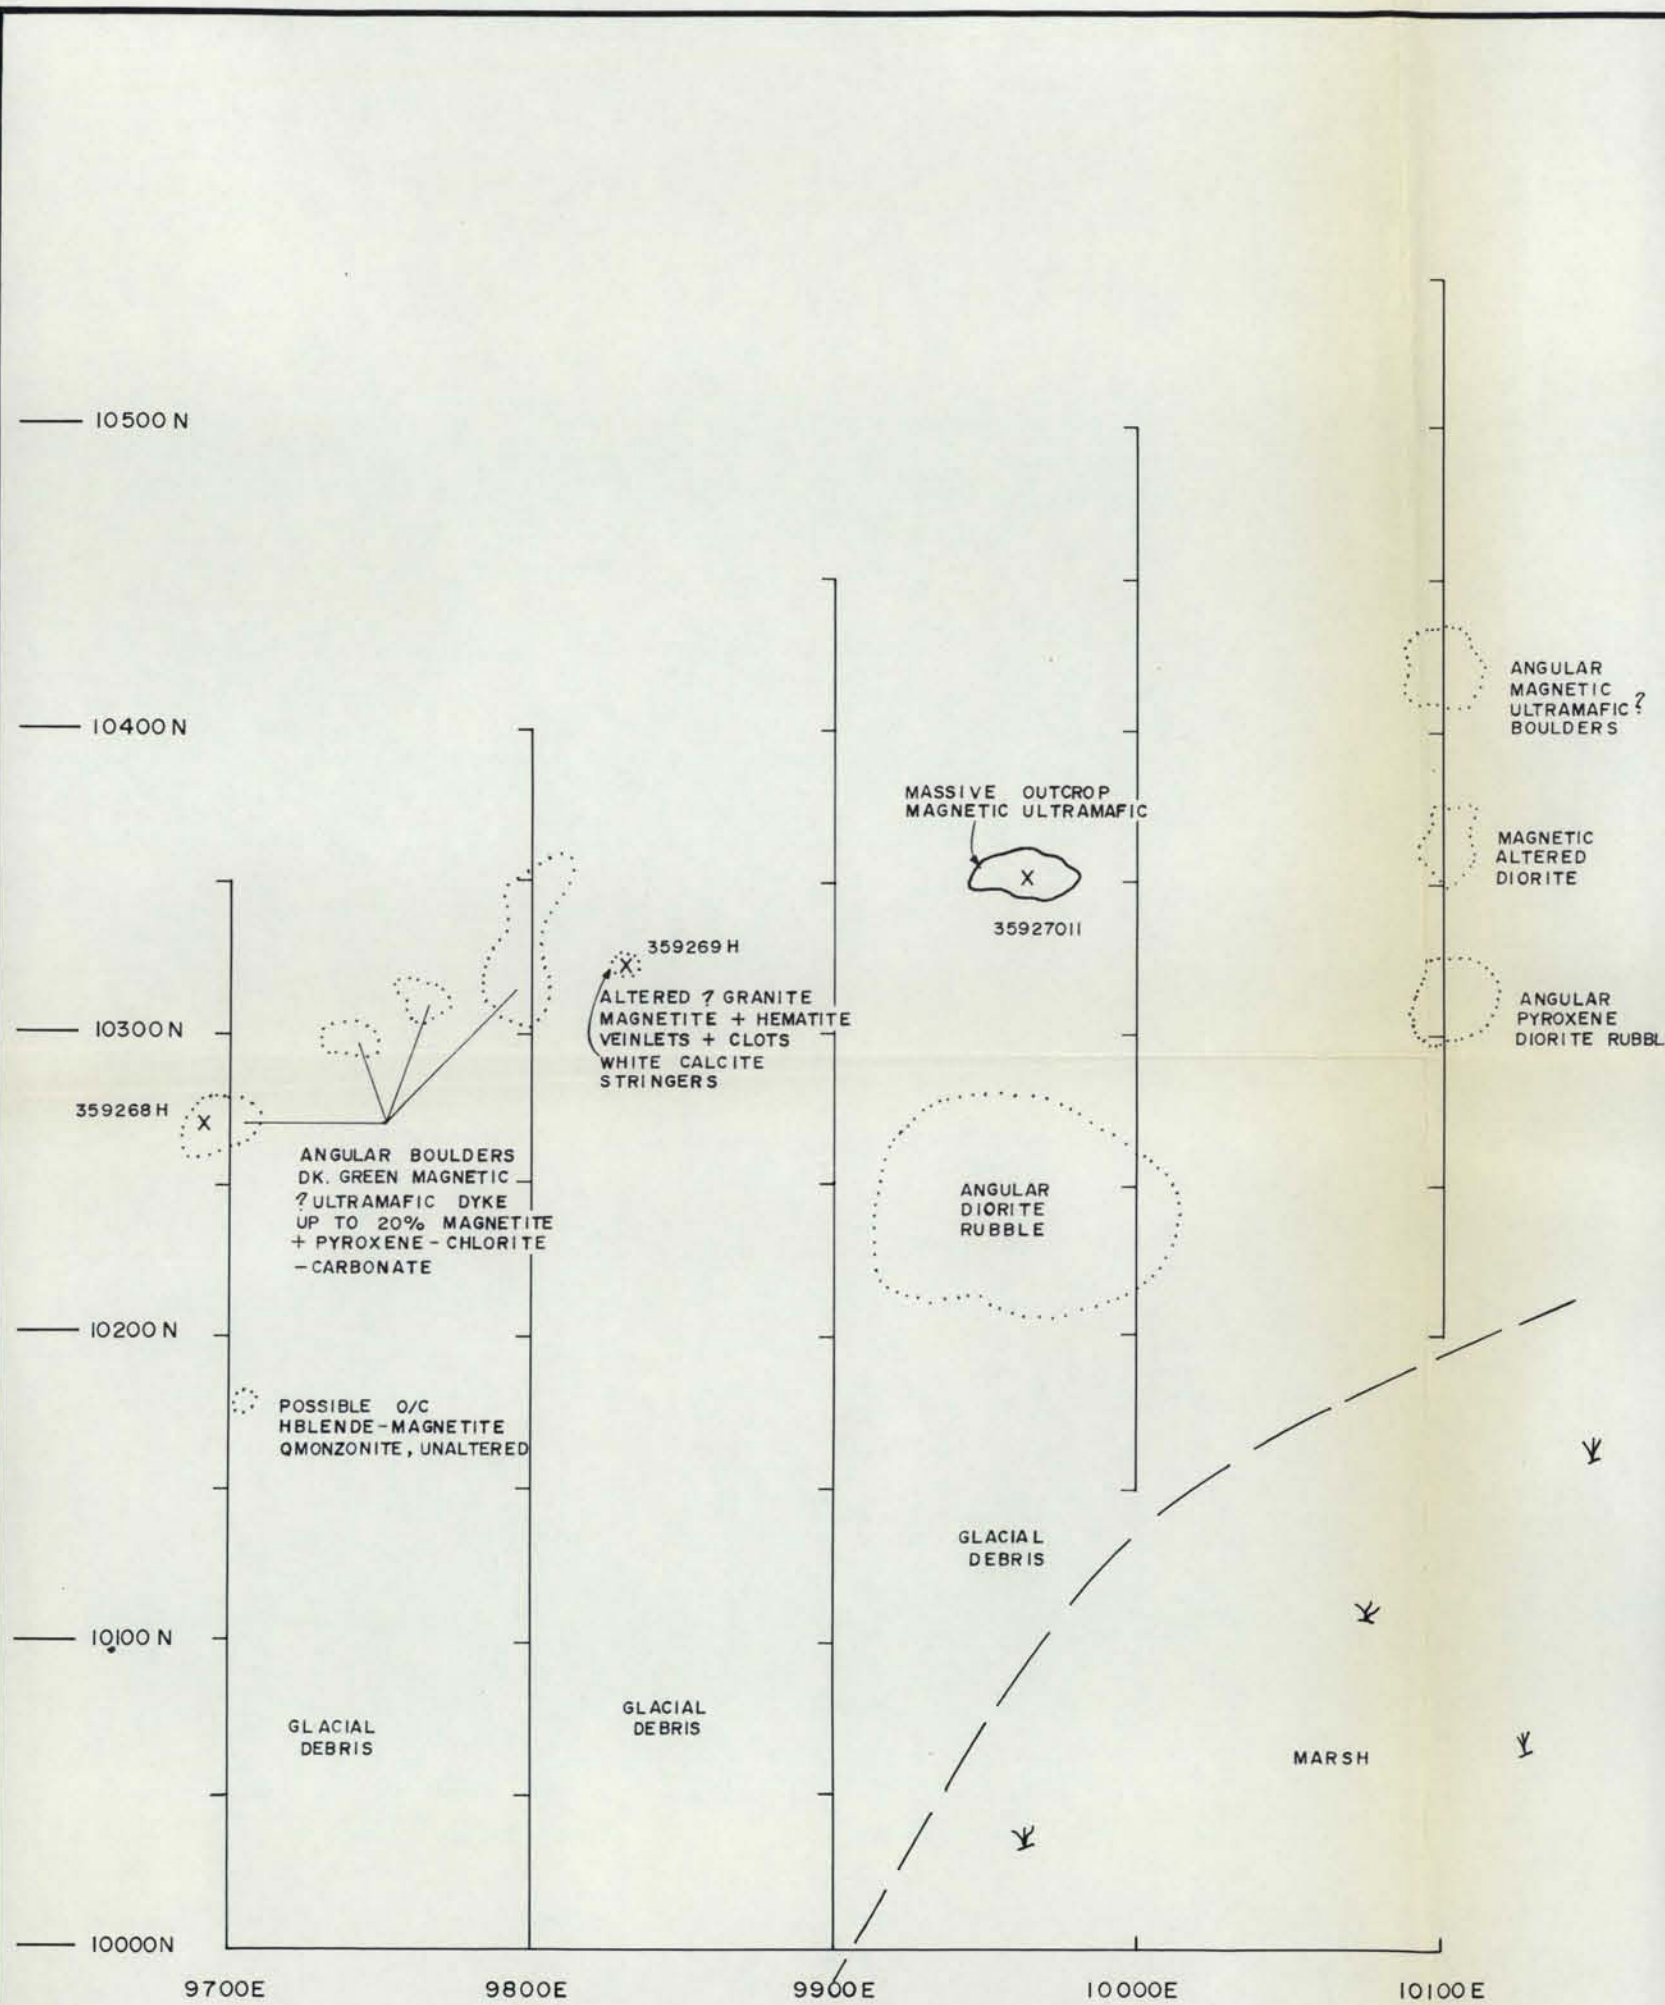 10500 N
10400 N
10300 N
10200 N
10100 N
10000N
9700E
9800E
9900E
10000E
10100E
359268 H
ANGULAR BOULDERS
DK. GREEN MAGNETIC
? ULTRAMAFIC DYKE
UP TO 20% MAGNETITE
+ PYROXENE - CHLORITE
- CARBONATE
POSSIBLE O/C
HBLENDE - MAGNETITE
QMONZONITE, UNALTERED
GLACIAL
DEBRIS
359269 H
X
ALTERED ? GRANITE
MAGNETITE + HEMATITE
VEINLETS + CLOTS
WHITE CALCITE
STRINGERS
GLACIAL
DEBRIS
MASSIVE OUTCROP
MAGNETIC ULTRAMAFIC
X
35927011
ANGULAR
DIORITE
RUBBLE
GLACIAL
DEBRIS
ANGULAR
MAGNETIC
ULTRAMAFIC ?
BOULDERS
MAGNETIC
ALTERED
DIORITE
ANGULAR
PYROXENE
DIORITE RUBBL
MARSH
X